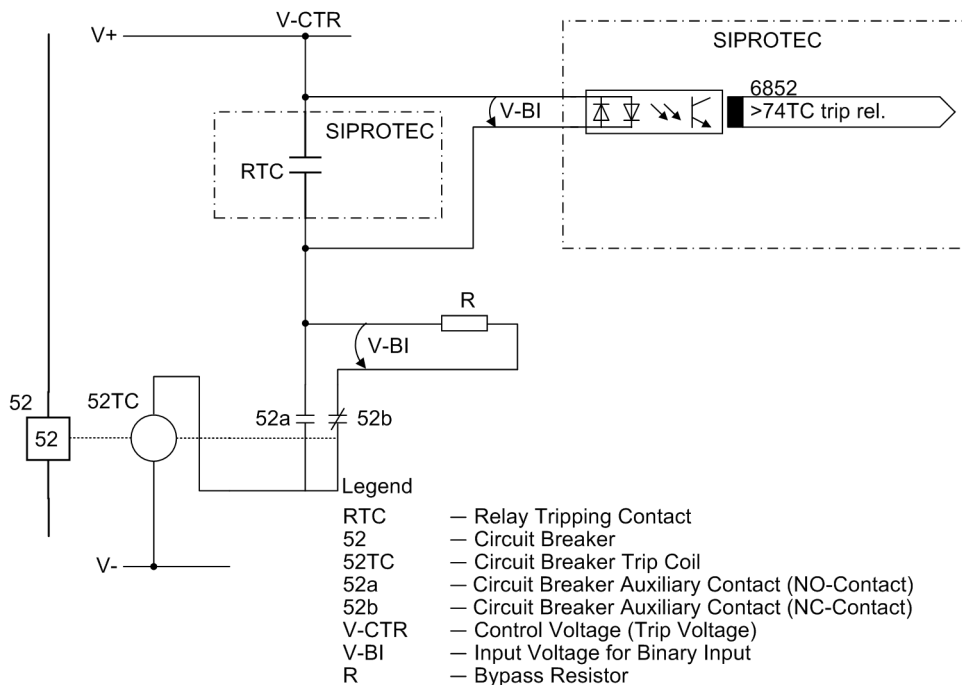 V-CTR
V+
SIPROTEC
6852
>74TC trip rel.
V-BI
SIPROTEC
RTC
R
V-BI
52
52TC
52a
52b
52
Legend
RTC — Relay Tripping Contact
52 — Circuit Breaker
52TC — Circuit Breaker Trip Coil
52a — Circuit Breaker Auxiliary Contact (NO-Contact)
52b — Circuit Breaker Auxiliary Contact (NC-Contact)
V-CTR — Control Voltage (Trip Voltage)
V-BI — Input Voltage for Binary Input
R — Bypass Resistor
V-